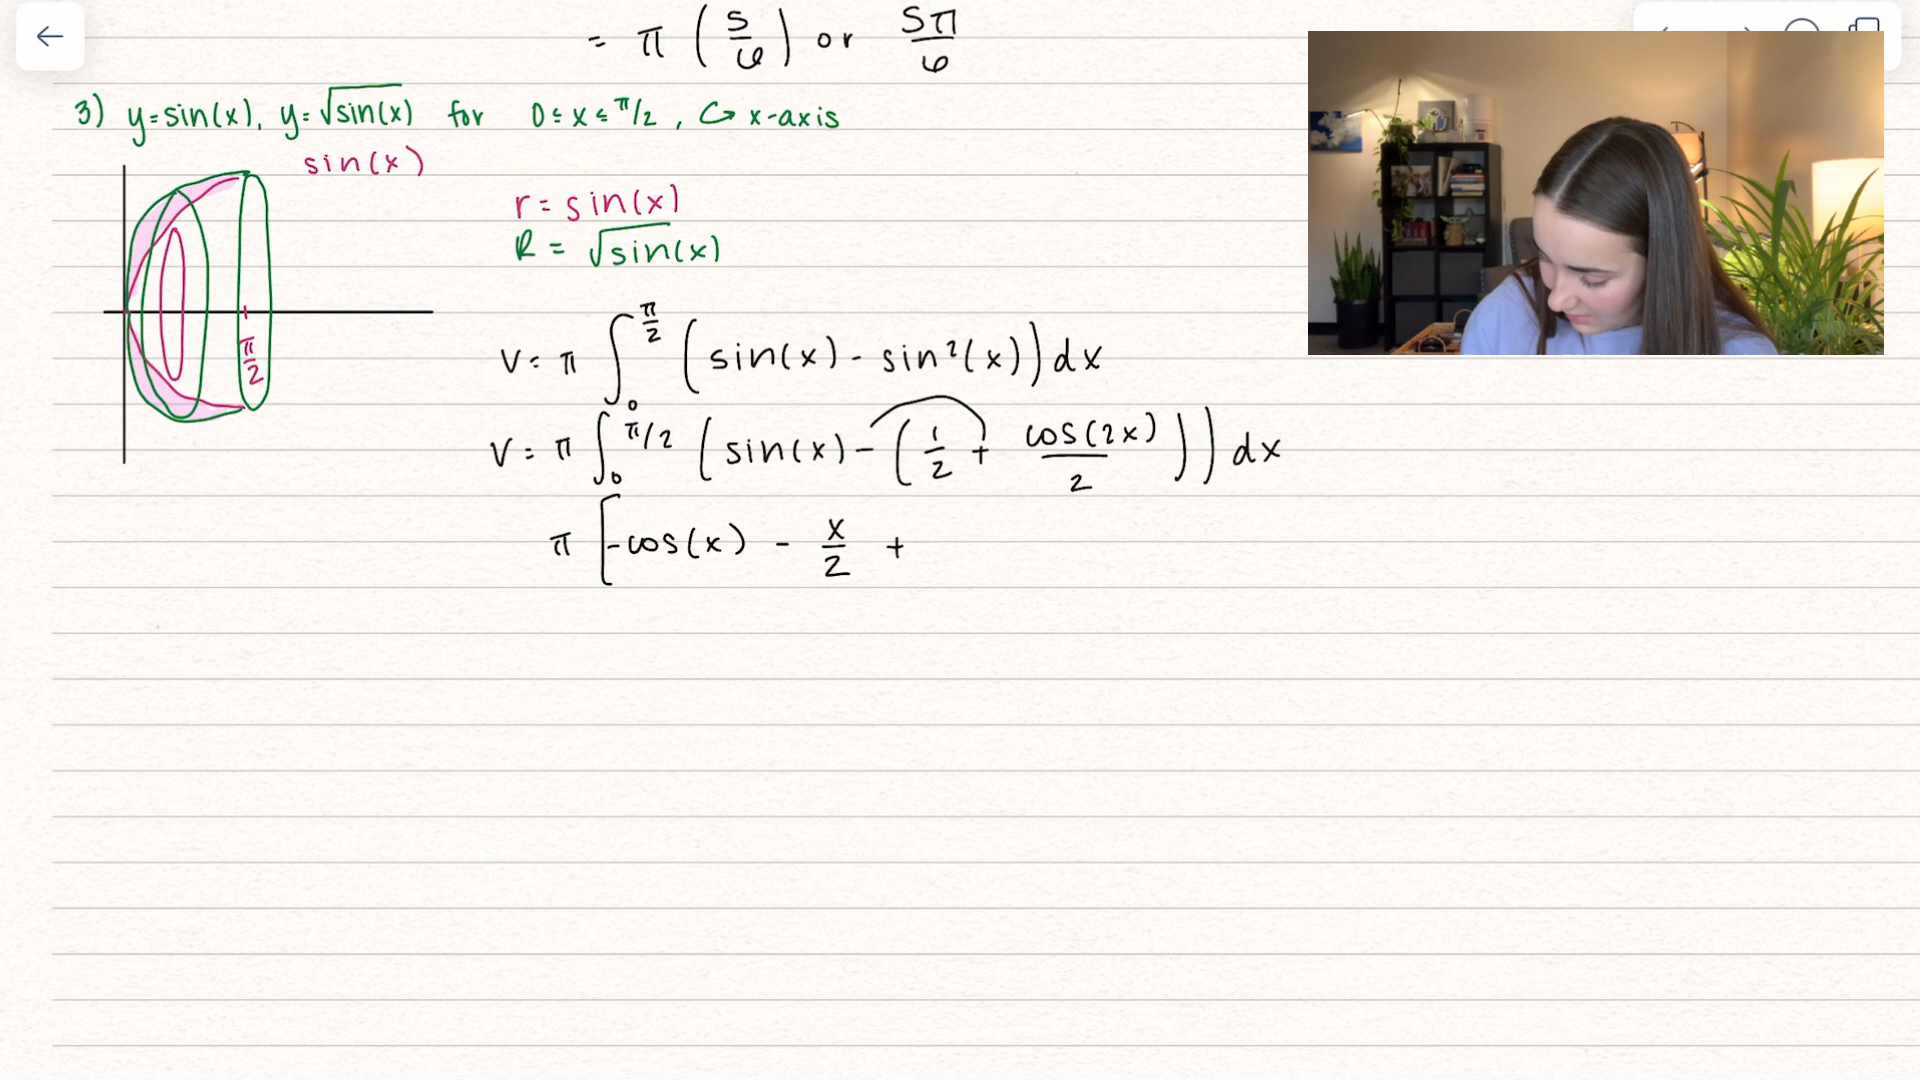 = π (5/6) or 5π/6
3) y=sin(x), y=√sin(x) for 0≤x≤π/2, ↪ x-axis
sin(x)
r = sin(x)
R = √sin(x)
π/2
V = π ∫₀^(π/2) (sin(x) - sin²(x)) dx
V = π ∫₀^(π/2) (sin(x) - (1/2 + cos(2x)/2)) dx
π [-cos(x) - x/2 +